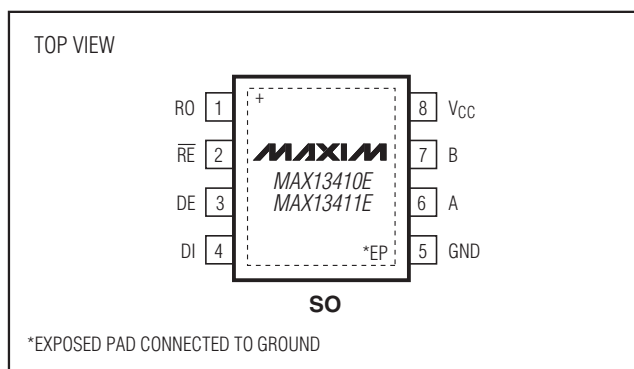 TOP VIEW
RO 1
RE 2
DE 3
DI 4
+
MAXIM
MAX13410E
MAX13411E
*EP
8 VCC
7 B
6 A
5 GND
SO
*EXPOSED PAD CONNECTED TO GROUND